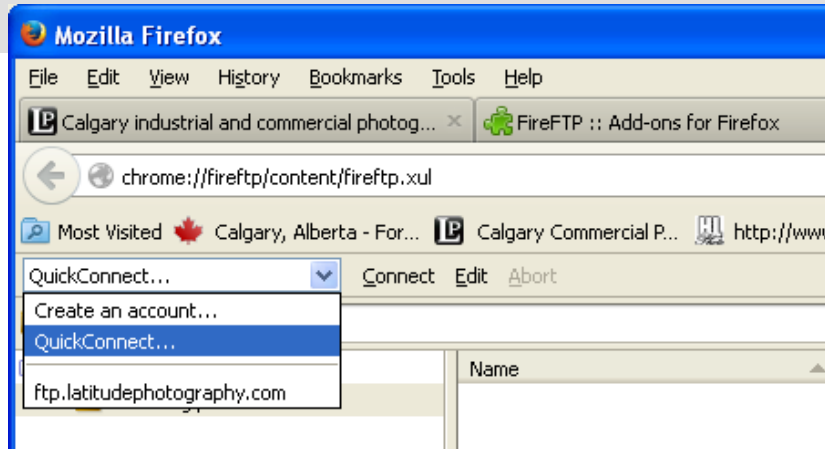 Mozilla Firefox
File Edit View History Bookmarks Tools Help
LP Calgary industrial and commercial photog... × FireFTP :: Add-ons for Firefox
chrome://fireftp/content/fireftp.xul
Most Visited Calgary, Alberta - For... LP Calgary Commercial P... http://www
QuickConnect... Connect Edit Abort
Create an account...
QuickConnect...
Name
ftp.latitudephotography.com